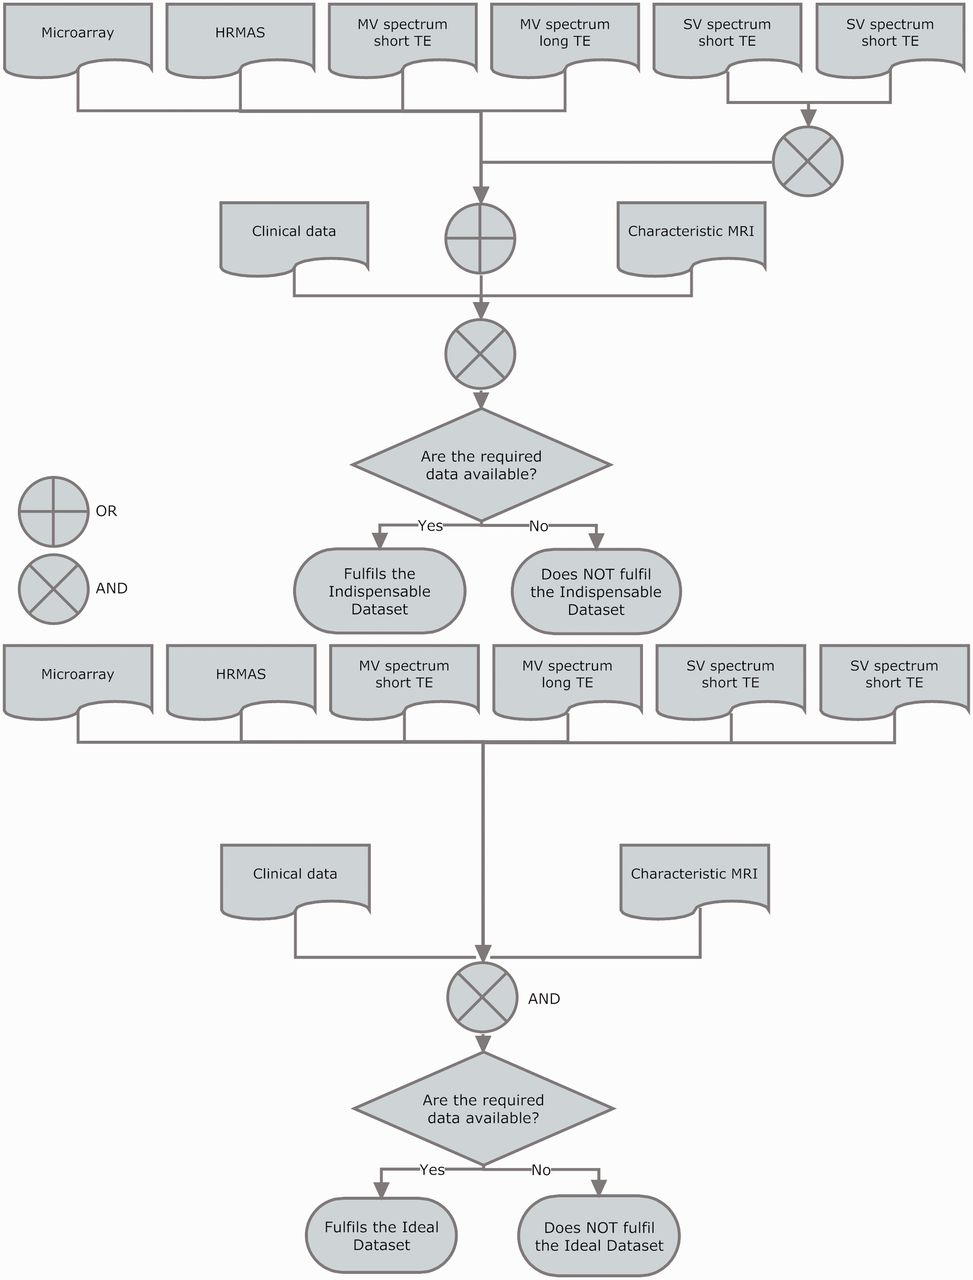 Microarray
HRMAS
MV spectrum
short TE
MV spectrum
long TE
SV spectrum
short TE
SV spectrum
short TE
Clinical data
Characteristic MRI
Are the required
data available?
Yes
No
OR
AND
Fulfils the
Indispensable
Dataset
Does NOT fulfil
the Indispensable
Dataset
Microarray
HRMAS
MV spectrum
short TE
MV spectrum
long TE
SV spectrum
short TE
SV spectrum
short TE
Clinical data
Characteristic MRI
AND
Are the required
data available?
Yes
No
Fulfils the Ideal
Dataset
Does NOT fulfil
the Ideal Dataset